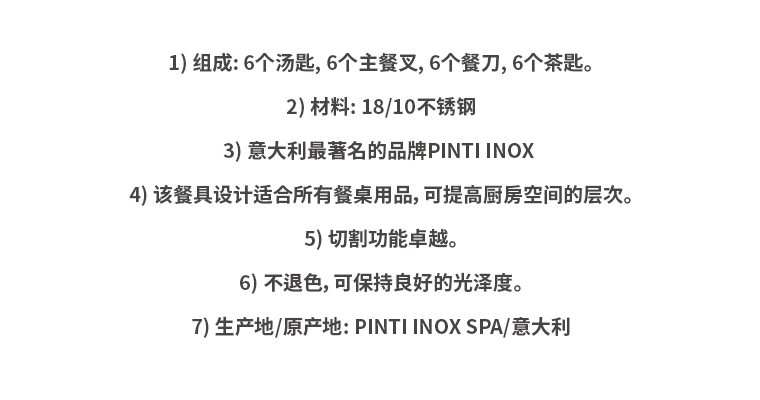 1) 组成: 6个汤匙, 6个主餐叉, 6个餐刀, 6个茶匙。
2) 材料: 18/10不锈钢
3) 意大利最著名的品牌PINTI INOX
4) 该餐具设计适合所有餐桌用品, 可提高厨房空间的层次。
5) 切割功能卓越。
6) 不退色, 可保持良好的光泽度。
7) 生产地/原产地: PINTI INOX SPA/意大利